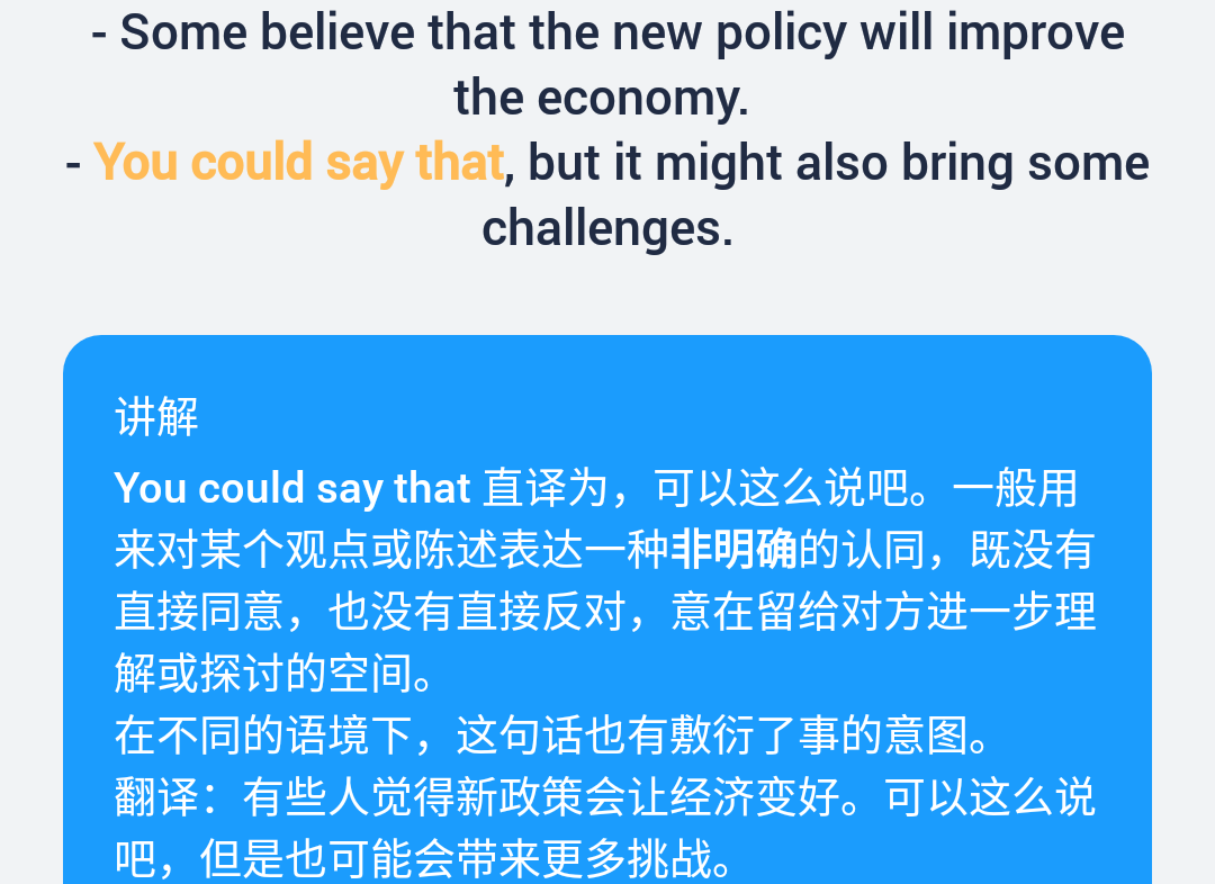 - Some believe that the new policy will improve
the economy.
- You could say that, but it might also bring some
challenges.
讲解
You could say that 直译为，可以这么说吧。一般用
来对某个观点或陈述表达一种非明确的认同，既没有
直接同意，也没有直接反对，意在留给对方进一步理
解或探讨的空间。
在不同的语境下，这句话也有敷衍了事的意图。
翻译：有些人觉得新政策会让经济变好。可以这么说
吧，但是也可能会带来更多挑战。